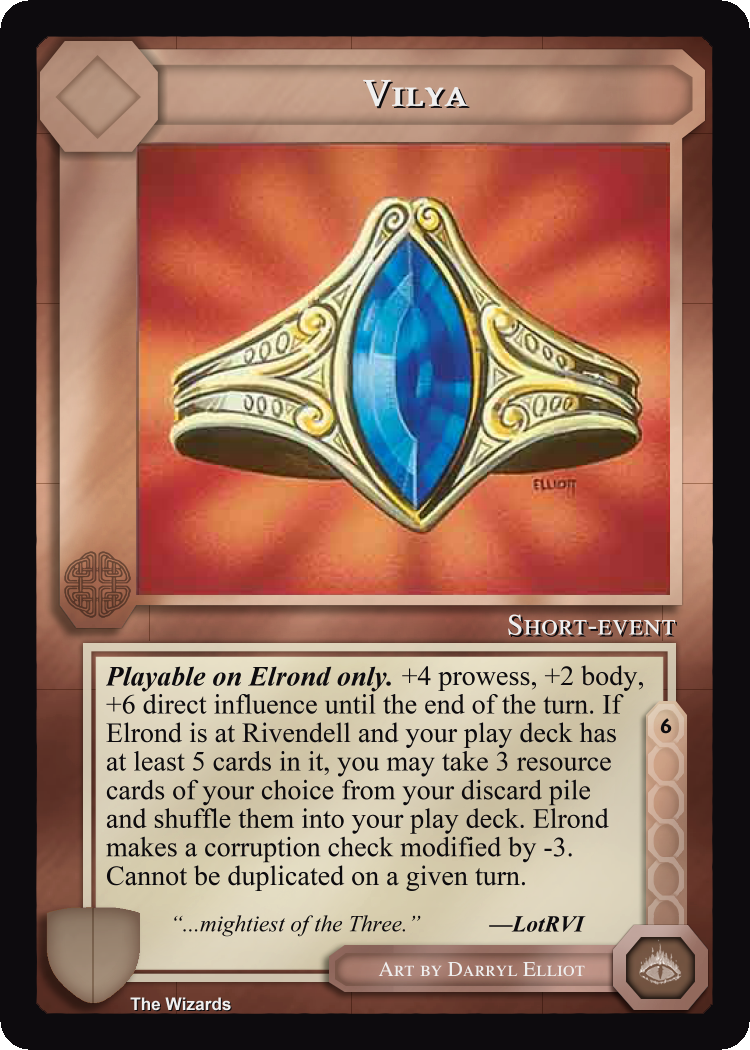 Vilya
ELLIOTT
Short-event
Playable on Elrond only. +4 prowess, +2 body,
+6 direct influence until the end of the turn. If
Elrond is at Rivendell and your play deck has
at least 5 cards in it, you may take 3 resource
cards of your choice from your discard pile
and shuffle them into your play deck. Elrond
makes a corruption check modified by -3.
Cannot be duplicated on a given turn.
6
“...mightiest of the Three.” —LotRVI
Art by Darryl Elliot
The Wizards